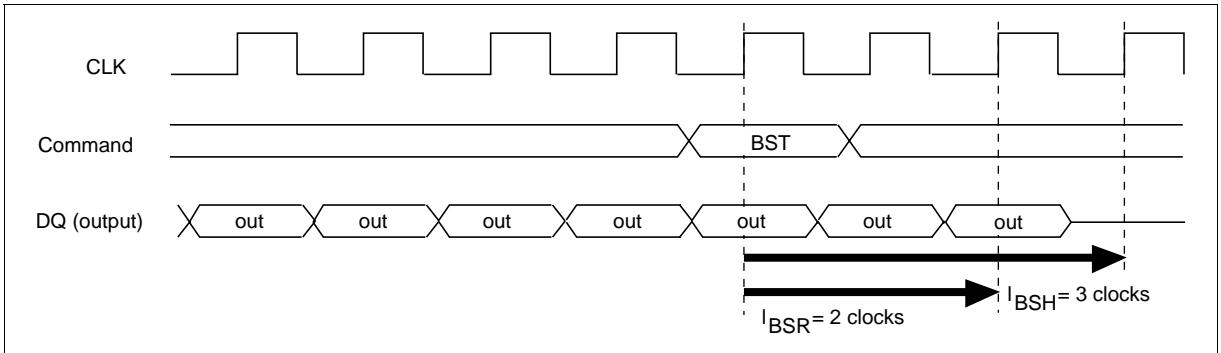 CLK
Command
BST
DQ (output)
out out out out out out out
lBSH = 3 clocks
lBSR = 2 clocks